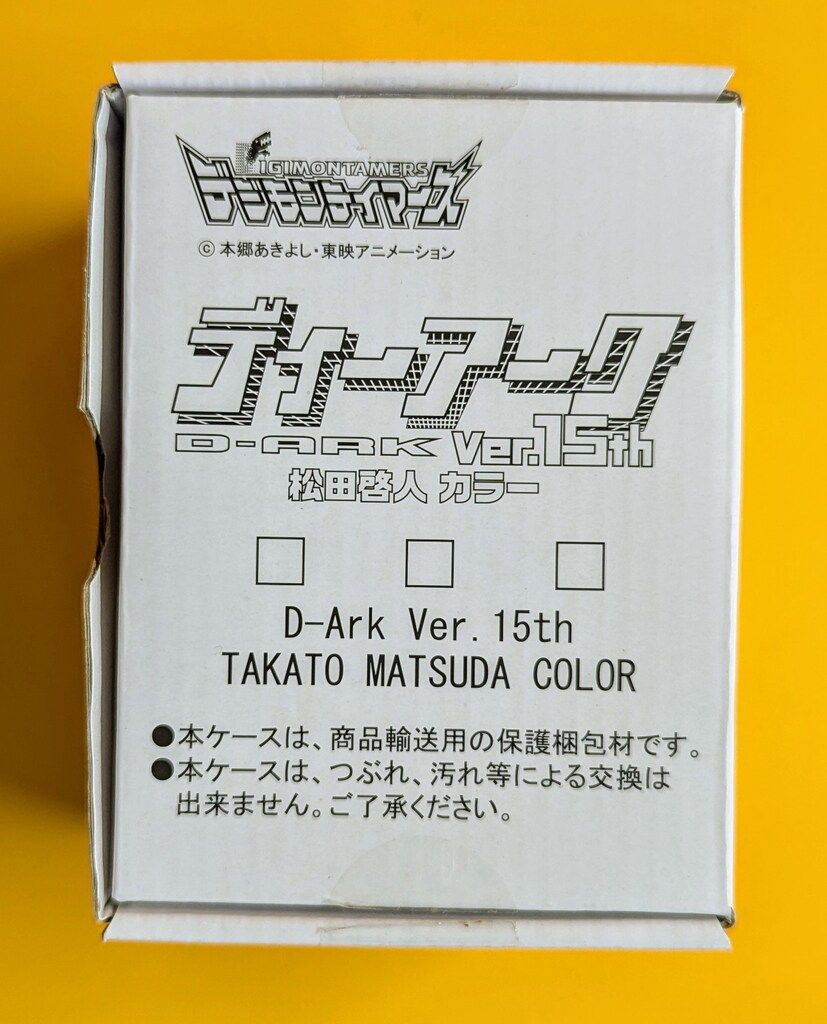 DIGIMONTAMERS
デジモンテイマーズ
© 本郷あきよし・東映アニメーション
ディーアーク
D-ARK Ver.15th
松田啓人 カラー
D-Ark Ver.15th
TAKATO MATSUDA COLOR
●本ケースは、商品輸送用の保護梱包材です。
●本ケースは、つぶれ、汚れ等による交換は
出来ません。ご了承ください。